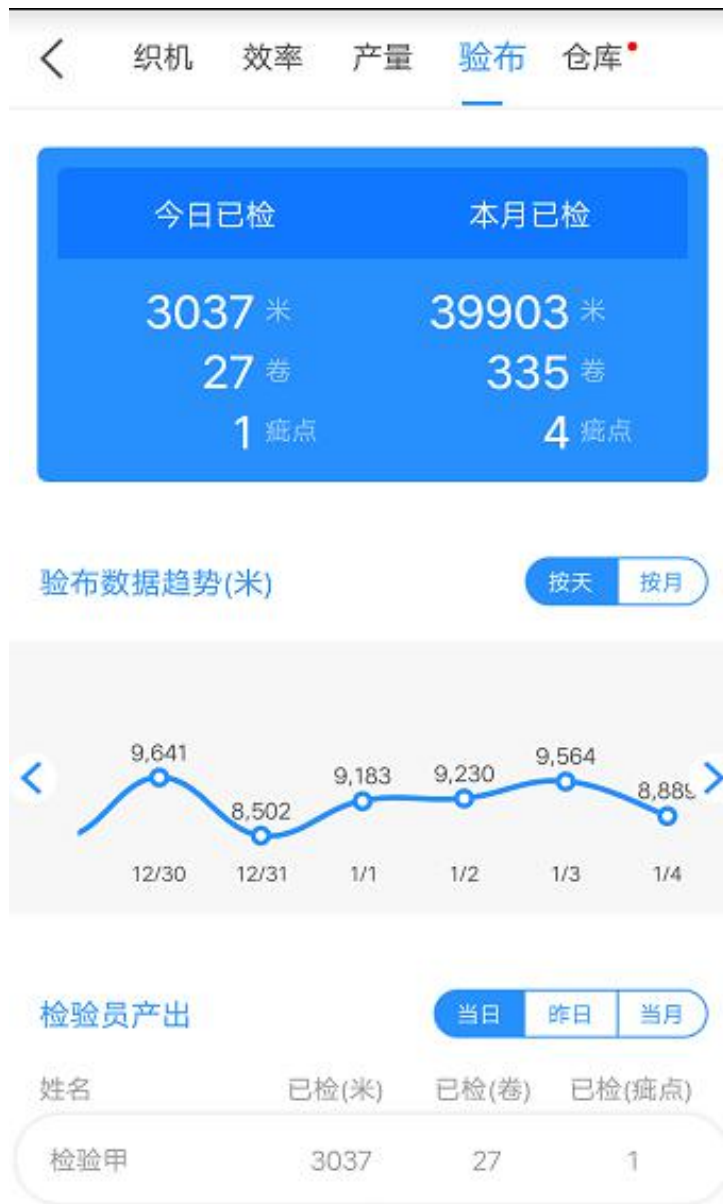 织机 效率 产量 验布 仓库
今日已检 本月已检
3037 米 39903 米
27 卷 335 卷
1 疵点 4 疵点
验布数据趋势(米) 按天 按月
9,641 8,502 9,183 9,230 9,564
12/30 12/31 1/1 1/2 1/3 1/4
检验员产出 当日 昨日 当月
姓名 已检(米) 已检(卷) 已检(疵点)
检验甲 3037 27 1